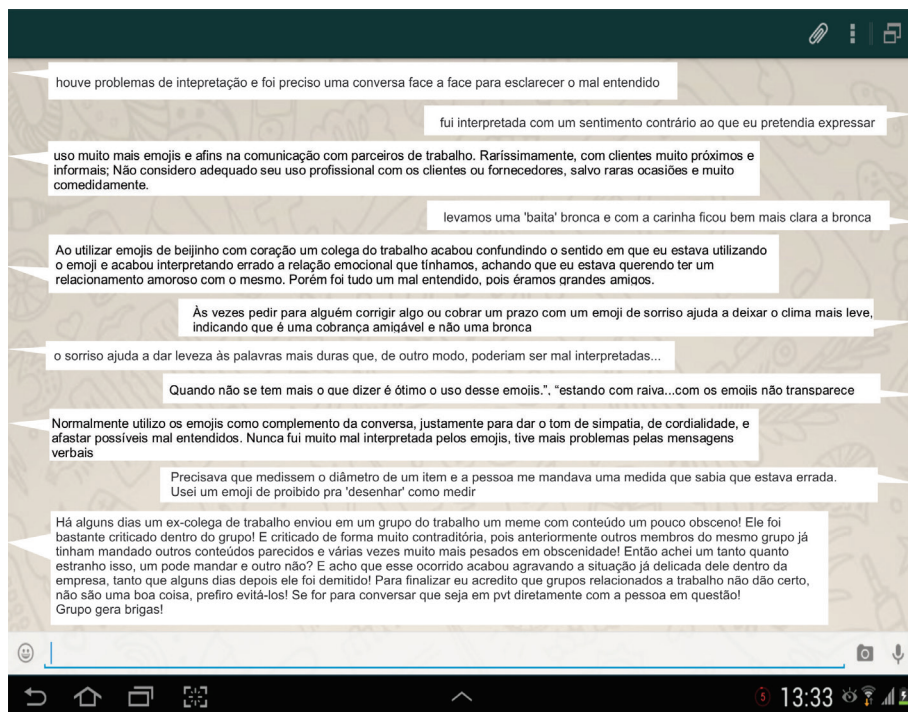 houve problemas de intepretação e foi preciso uma conversa face a face para esclarecer o mal entendido
fui interpretada com um sentimento contrário ao que eu pretendia expressar
uso muito mais emojis e afins na comunicação com parceiros de trabalho. Raríssimamente, com clientes muito próximos e
informais; Não considero adequado seu uso profissional com os clientes ou fornecedores, salvo raras ocasiões e muito
comedidamente.
levamos uma 'baita' bronca e com a carinha ficou bem mais clara a bronca
Ao utilizar emojis de beijinho com coração um colega do trabalho acabou confundindo o sentido em que eu estava utilizando
o emoji e acabou interpretando errado a relação emocional que tínhamos, achando que eu estava querendo ter um
relacionamento amoroso com o mesmo. Porém foi tudo um mal entendido, pois éramos grandes amigos.
Às vezes pedir para alguém corrigir algo ou cobrar um prazo com um emoji de sorriso ajuda a deixar o clima mais leve,
indicando que é uma cobrança amigável e não uma bronca
o sorriso ajuda a dar leveza às palavras mais duras que, de outro modo, poderiam ser mal interpretadas...
Quando não se tem mais o que dizer é ótimo o uso desse emojis.", "estando com raiva...com os emojis não transparece
Normalmente utilizo os emojis como complemento da conversa, justamente para dar o tom de simpatia, de cordialidade, e
afastar possíveis mal entendidos. Nunca fui muito mal interpretada pelos emojis, tive mais problemas pelas mensagens
verbais
Precisava que medissem o diâmetro de um item e a pessoa me mandava uma medida que sabia que estava errada.
Usei um emoji de proibido pra 'desenhar' como medir
Há alguns dias um ex-colega de trabalho enviou em um grupo do trabalho um meme com conteúdo um pouco obsceno! Ele foi
bastante criticado dentro do grupo! E criticado de forma muito contraditória, pois anteriormente outros membros do mesmo grupo já
tinham mandado outros conteúdos parecidos e várias vezes muito mais pesados em obscenidade! Então achei um tanto quanto
estranho isso, um pode mandar e outro não? E acho que esse ocorrido acabou agravando a situação já delicada dele dentro da
empresa, tanto que alguns dias depois ele foi demitido! Para finalizar eu acredito que grupos relacionados a trabalho não dão certo,
não são uma boa coisa, prefiro evitá-los! Se for para conversar que seja em pvt diretamente com a pessoa em questão!
Grupo gera brigas!
5 13:33